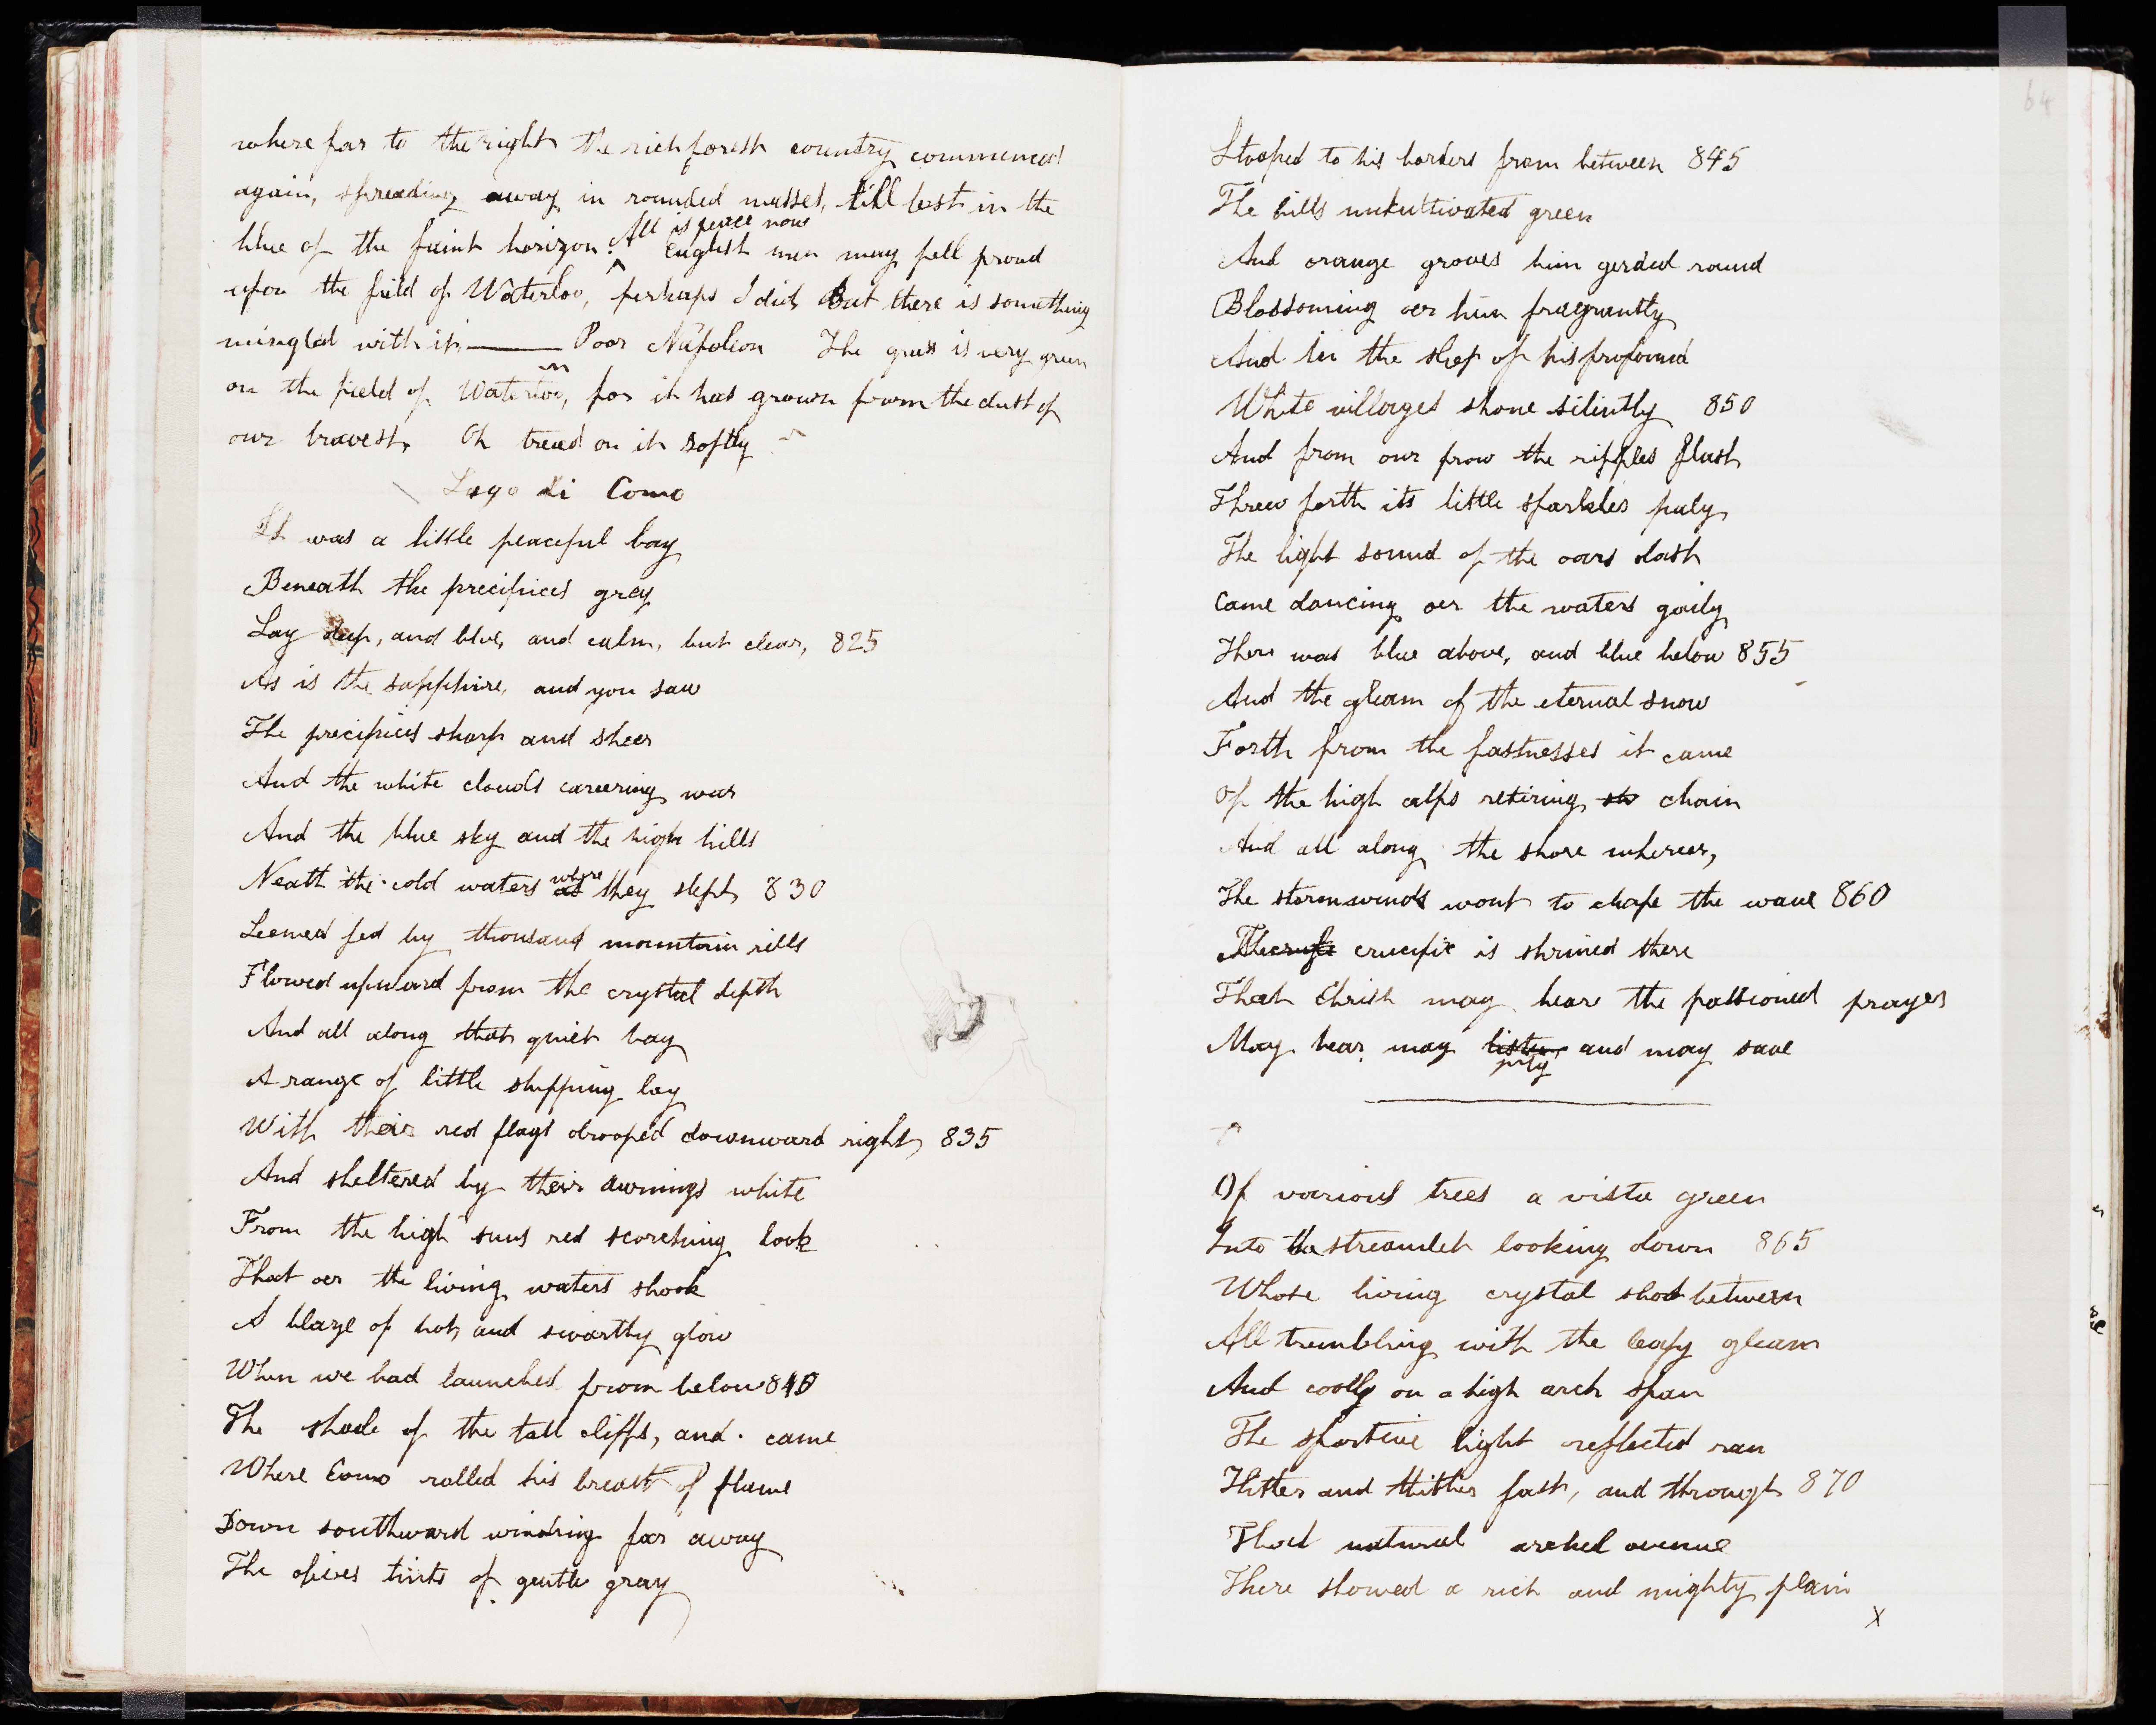 where far to the right the rich forest country commenced
again, spreading away in rounded masses, till lost in the
blue of the faint horizon. All is peace now English men may fell proud
upon the field of Waterloo, perhaps I did, But there is something
mingled with it, ——— Poor Napoleon The grass is very green
on the field of Waterloo, for it has grown from the dust of
our bravest. Oh tread on it softly
Lago di Como
It was a little peaceful bay
Beneath the precipices grey
Lay deep, and blue, and calm, but clear, 825
As is the sapphire, and you saw
The precipices sharp and sheer
And the white clouds careering war
And the blue sky and the high hills
Neath the cold waters as where they slept, 830
Seemed fed by thousand mountain rills
Flowed upward from the crystal depth
And all along that quiet bay
A range of little shipping lay
With their red flags drooped downward right, 835
And sheltered by their awnings white
From the high suns red scorching look
That oer the living waters shook
A blaze of hot, and swarthy glow
When we had launched from below 840
The shade of the tall cliffs, and came
Where Como rolled his breast of flame
Down southward winding far away
The olives tints of gentle gray
64
Stooped to his borders from between 845
The hills unkultivated green
And orange groves him gerded round
Blossoming oer him fragrantly
And in the sleep of his profound
White villages shone silintly 850
And from our prow the ripples flash
Threw forth its little sparkles paly
The light sound of the oars dash
Came dancing oer the waters gaily
There was blue above, and blue below 855
And the gleam of the eternal snow
Forth from the fastnesses it came
Of the high alps retiring chain
And all along the shore whereer,
The stormwinds wont to chafe the wave 860
The crucifix is shrined there
That Christ may hear the passioned prayer
May hear may listen pity and may save
Of various trees a vista green
Into the streamlet looking down 865
Whose living crystal shot between
All trembling with the leafy gleam
And coolly on a high arch span
The sportive light reflected ran
Hither and thither fast, and through 870
That natural arched avenue
There showed a rich and mighty plain
x